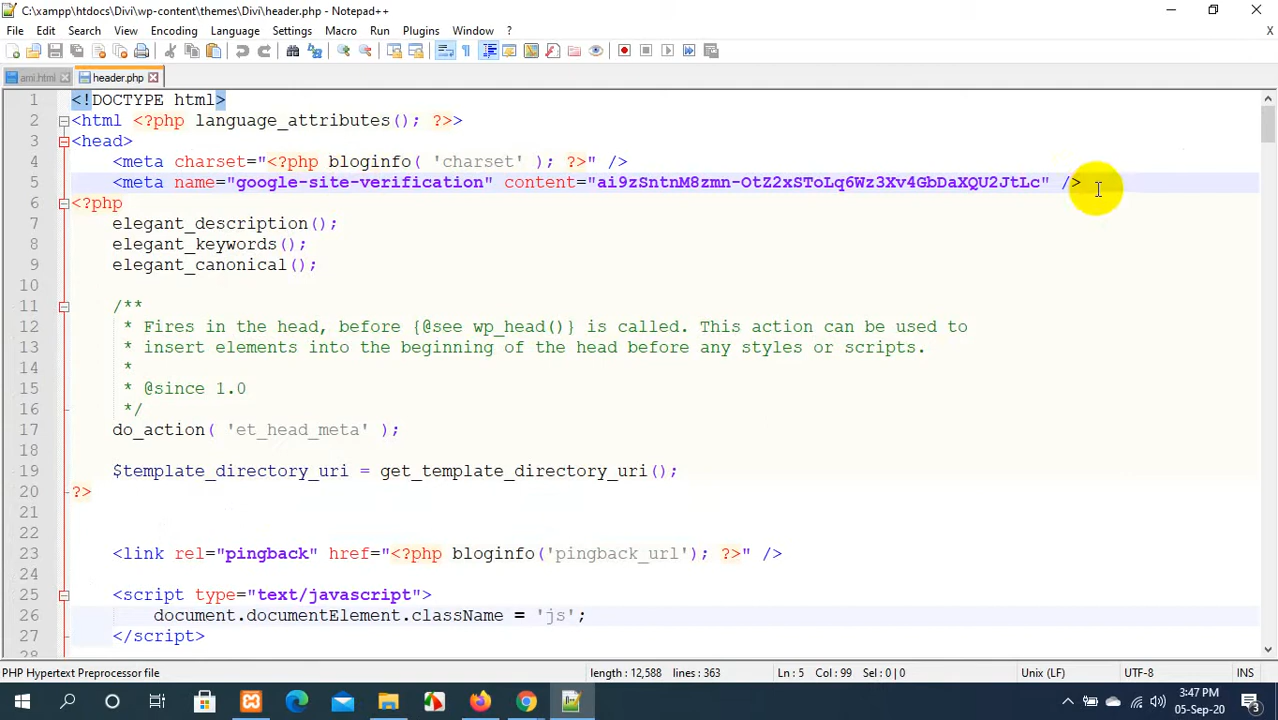 C:\xampp\htdocs\Divi\wp-content\themes\Divi\header.php - Notepad++
File Edit Search View Encoding Language Settings Macro Run Plugins Window ? X
ami.html header.php
1 <!DOCTYPE html>
2 <html <?php language_attributes(); ?>>
3 <head>
4 <meta charset="<?php bloginfo( 'charset' ); ?>" />
5 <meta name="google-site-verification" content="ai9zSntnM8zmn-OtZ2xSToLq6Wz3Xv4GbDaXQU2JtLc" />
6 <?php
7 elegant_description();
8 elegant_keywords();
9 elegant_canonical();
10
11 /**
12 * Fires in the head, before {@see wp_head()} is called. This action can be used to
13 * insert elements into the beginning of the head before any styles or scripts.
14 *
15 * @since 1.0
16 */
17 do_action( 'et_head_meta' );
18
19 $template_directory_uri = get_template_directory_uri();
20 ?>
21
22
23 <link rel="pingback" href="<?php bloginfo('pingback_url'); ?>" />
24
25 <script type="text/javascript">
26 document.documentElement.className = 'js';
27 </script>
PHP Hypertext Preprocessor file length : 12,588 lines : 363 Ln : 5 Col : 99 Sel : 0 | 0 Unix (LF) UTF-8 INS
3:47 PM
05-Sep-20
3